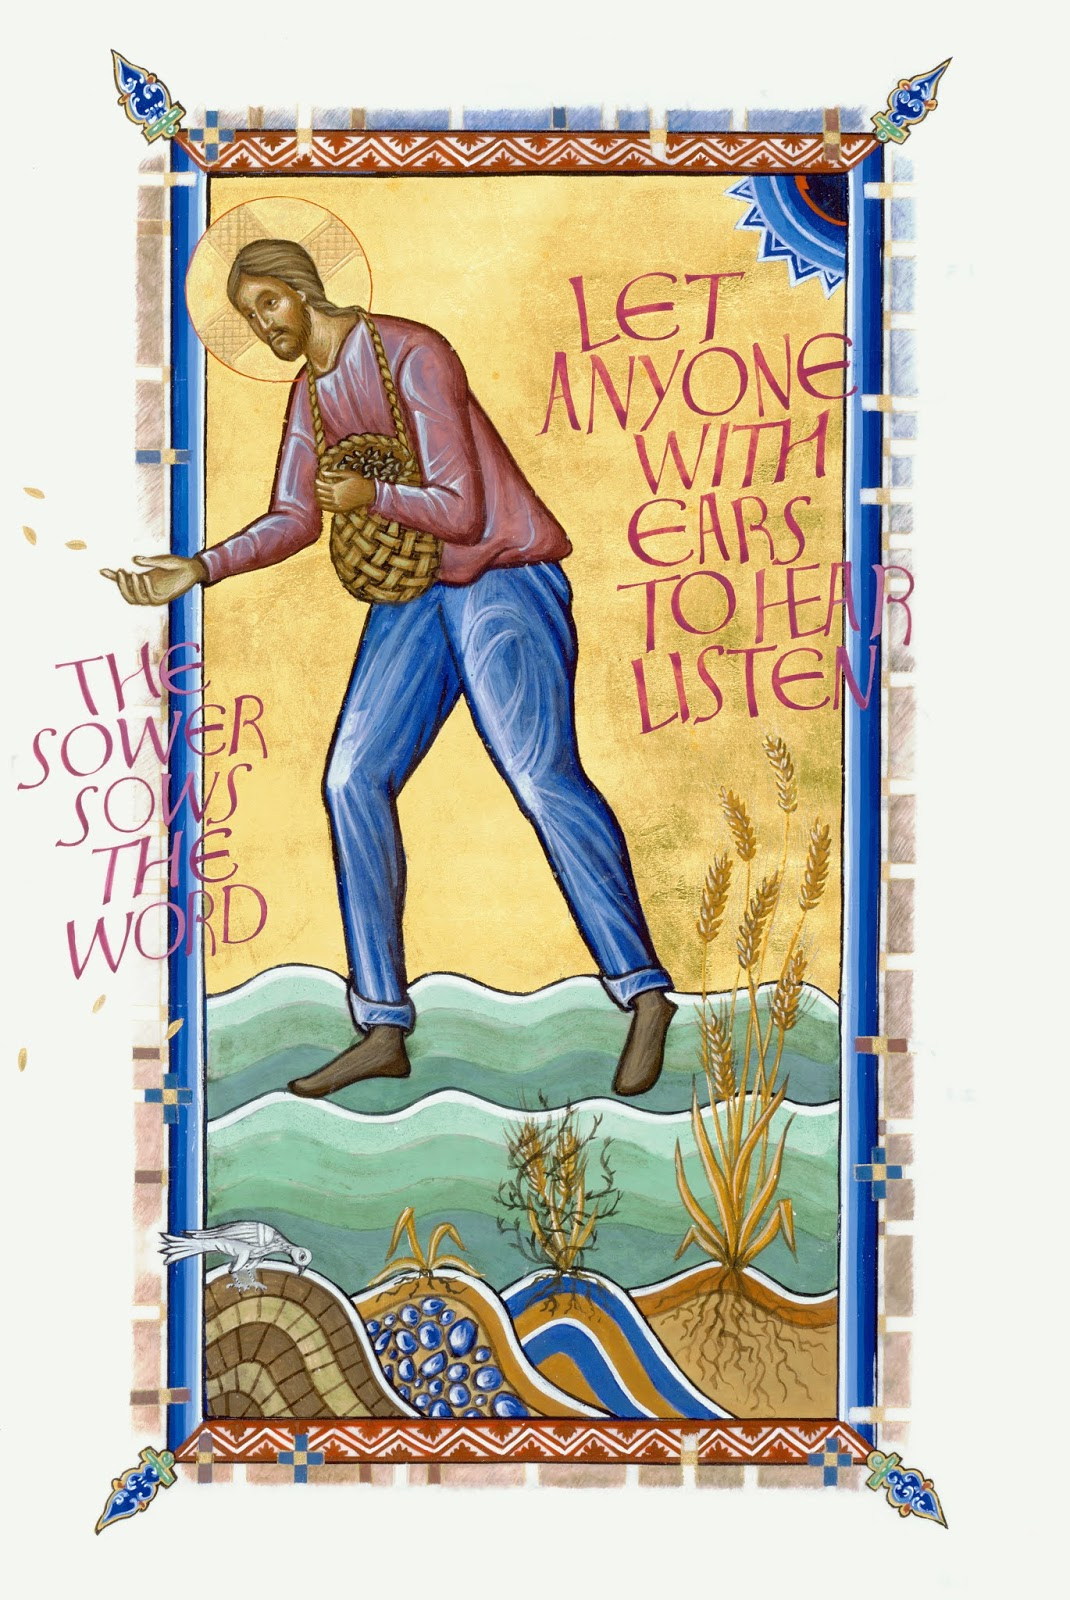 LET
ANYONE
WITH
EARS
TO HEAR
LISTEN
THE
SOWER
SOWS
THE
WORD